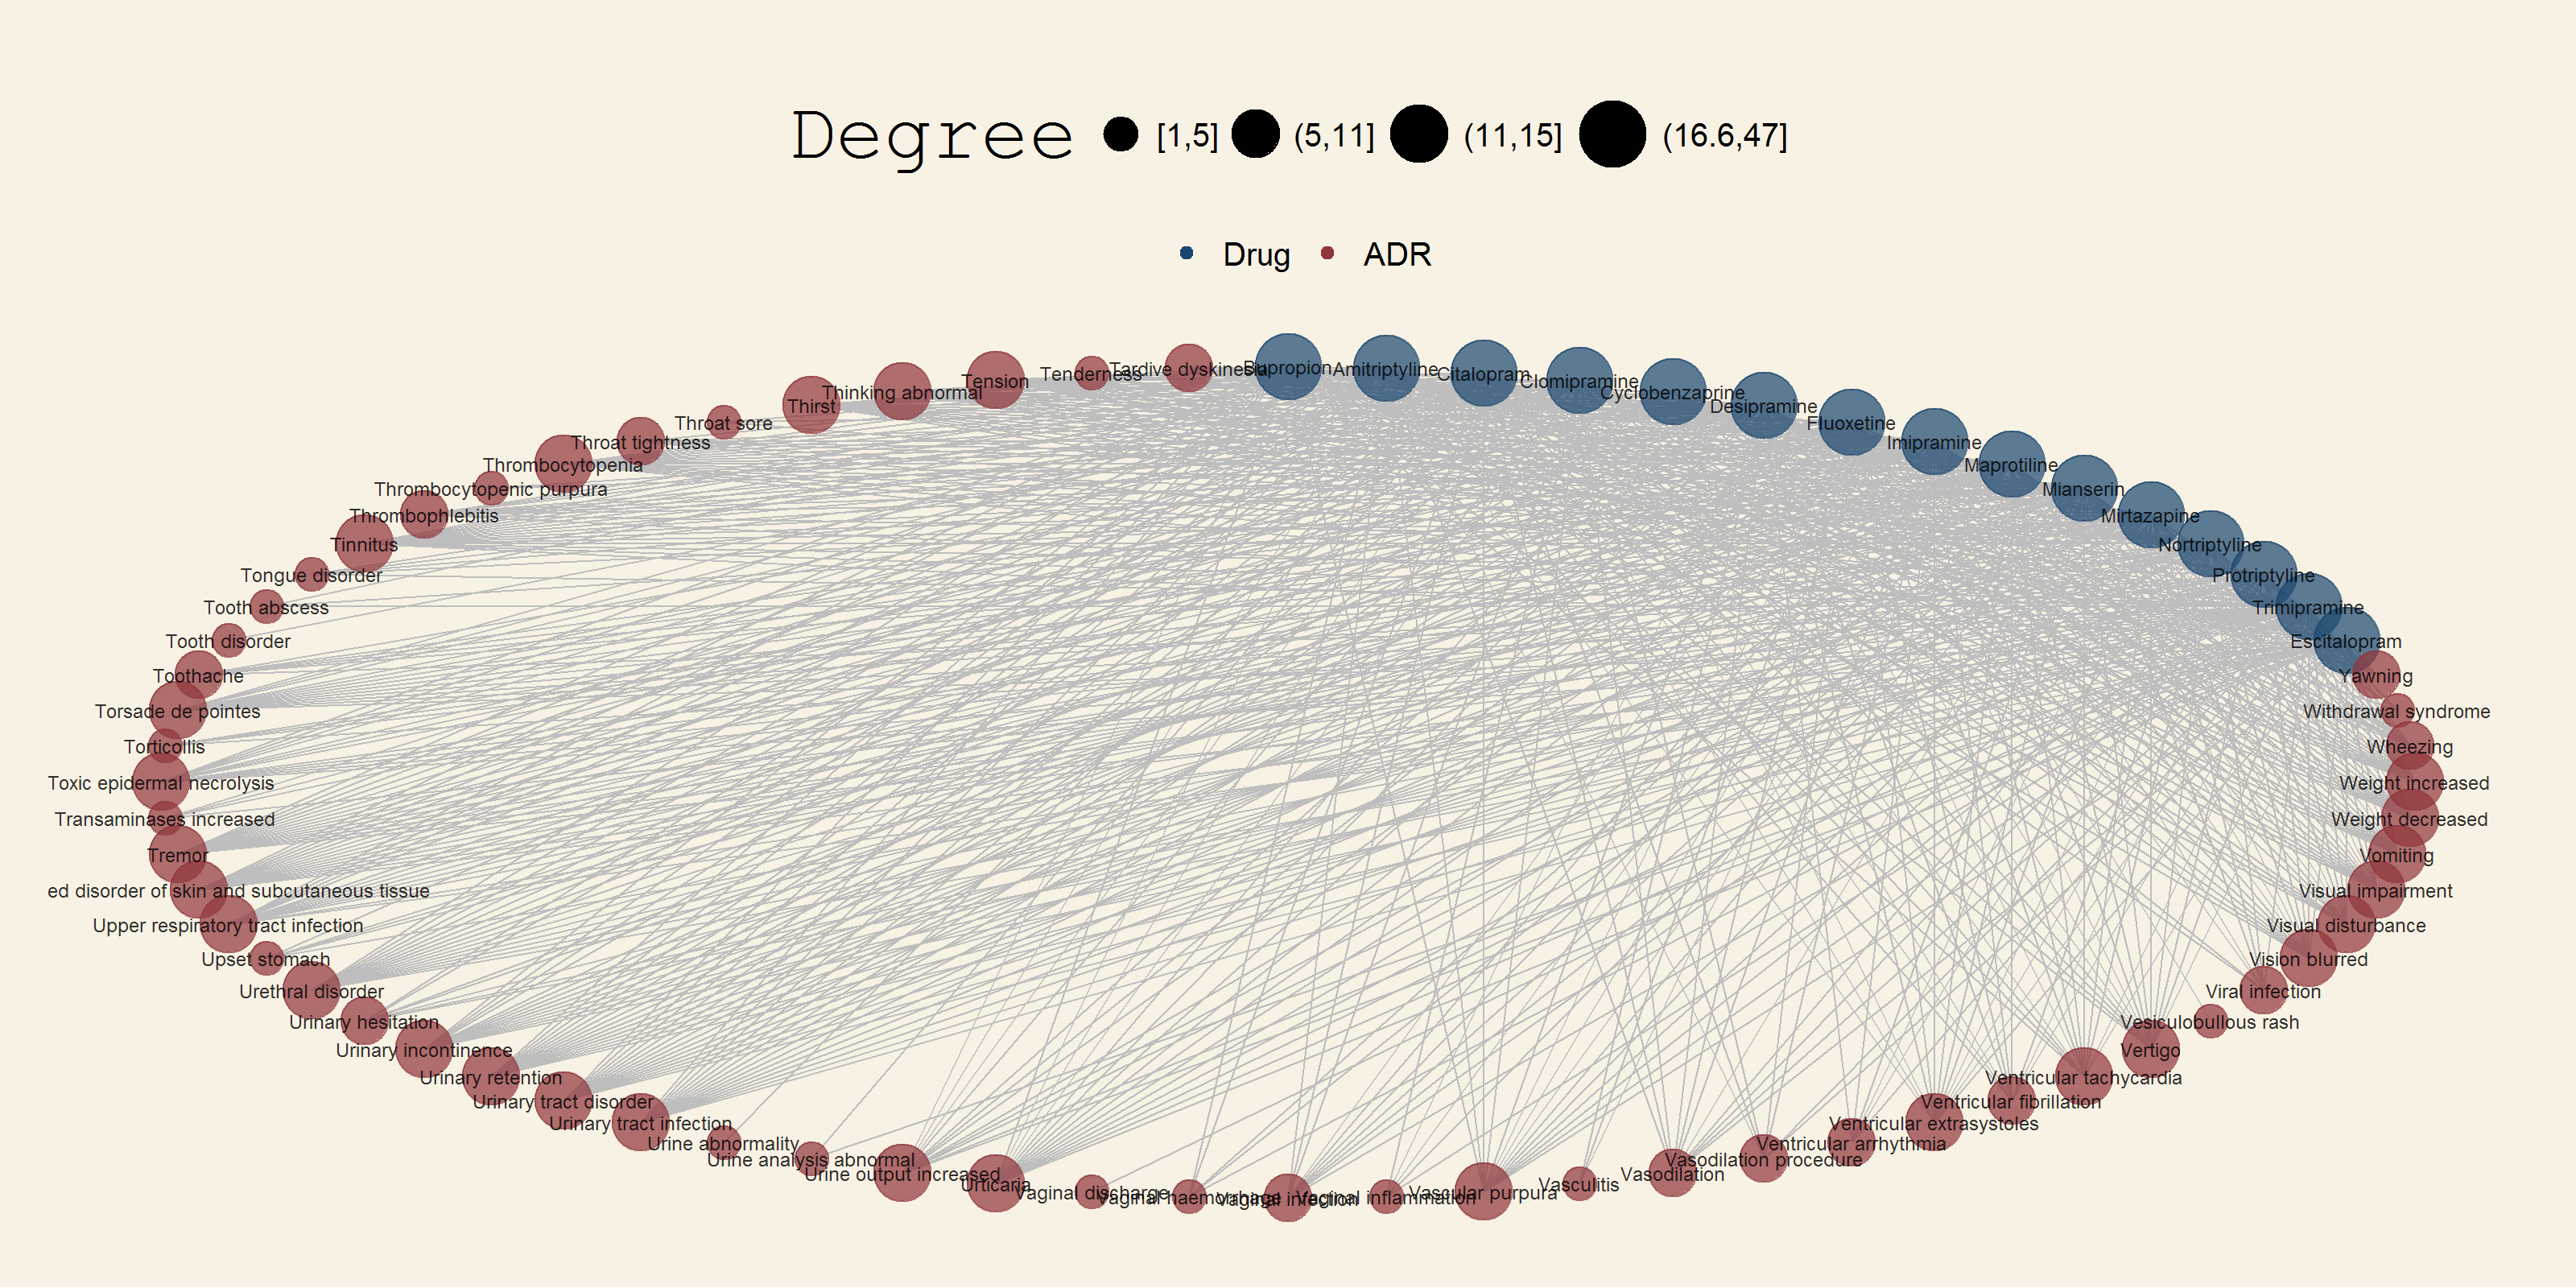 Degree [1,5] (5,11] (11,15] (16.6,47]
Drug ADR
Bupropion
Amitriptyline
Citalopram
Clomipramine
Cyclobenzaprine
Desipramine
Fluoxetine
Imipramine
Maprotiline
Mianserin
Mirtazapine
Nortriptyline
Protriptyline
Trimipramine
Escitalopram
Yawning
Withdrawal syndrome
Wheezing
Weight increased
Weight decreased
Vomiting
Visual impairment
Visual disturbance
Vision blurred
Viral infection
Vesiculobullous rash
Vertigo
Ventricular tachycardia
Ventricular fibrillation
Ventricular extrasystoles
Ventricular arrhythmia
Vasodilation procedure
Vasodilation
Vasculitis
Vascular purpura
Vaginal inflammation
Vaginal infection
Vaginal haemorrhage
Vaginal discharge
Urticaria
Urine output increased
Urine analysis abnormal
Urine abnormality
Urinary tract infection
Urinary tract disorder
Urinary retention
Urinary incontinence
Urinary hesitation
Urethral disorder
Upset stomach
Upper respiratory tract infection
ed disorder of skin and subcutaneous tissue
Tremor
Transaminases increased
Toxic epidermal necrolysis
Torticollis
Torsade de pointes
Toothache
Tooth disorder
Tooth abscess
Tongue disorder
Tinnitus
Thrombophlebitis
Thrombocytopenic purpura
Thrombocytopenia
Throat tightness
Throat sore
Thirst
Thinking abnormal
Tension
Tenderness
Tardive dyskinesia